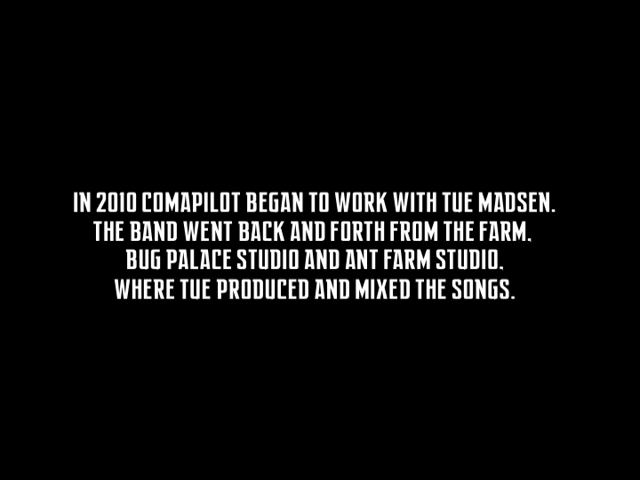 IN 2010 COMAPILOT BEGAN TO WORK WITH TUE MADSEN.
THE BAND WENT BACK AND FORTH FROM THE FARM,
BUG PALACE STUDIO AND ANT FARM STUDIO,
WHERE TUE PRODUCED AND MIXED THE SONGS.